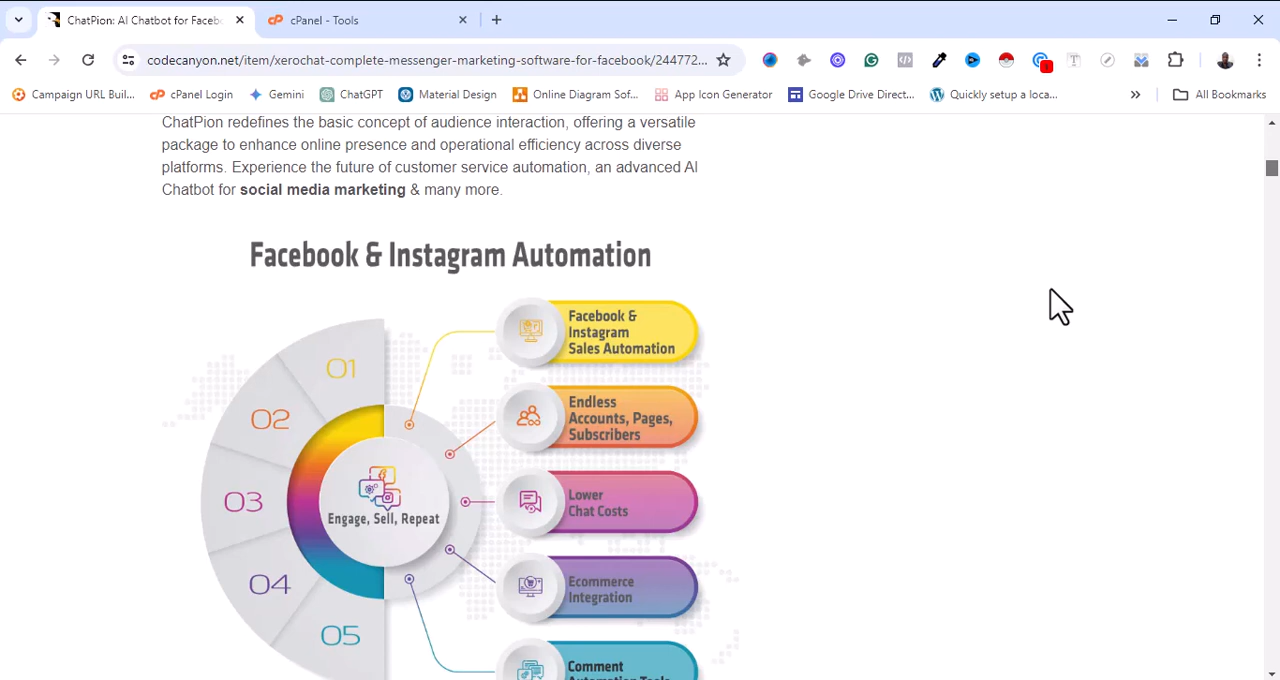 ChatPion: AI Chatbot for Facebo
cPanel - Tools
codecanyon.net/item/xerochat-complete-messenger-marketing-software-for-facebook/244772...
1
T
Campaign URL Buil...
cPanel Login
Gemini
ChatGPT
Material Design
Online Diagram Sof...
App Icon Generator
Google Drive Direct...
Quickly setup a loca...
All Bookmarks
ChatPion redefines the basic concept of audience interaction, offering a versatile
package to enhance online presence and operational efficiency across diverse
platforms. Experience the future of customer service automation, an advanced AI
Chatbot for social media marketing & many more.
Facebook & Instagram Automation
01
02
03
04
05
Engage, Sell, Repeat
Facebook &
Instagram
Sales Automation
Endless
Accounts, Pages,
Subscribers
Lower
Chat Costs
Ecommerce
Integration
Comment
Automation Tools